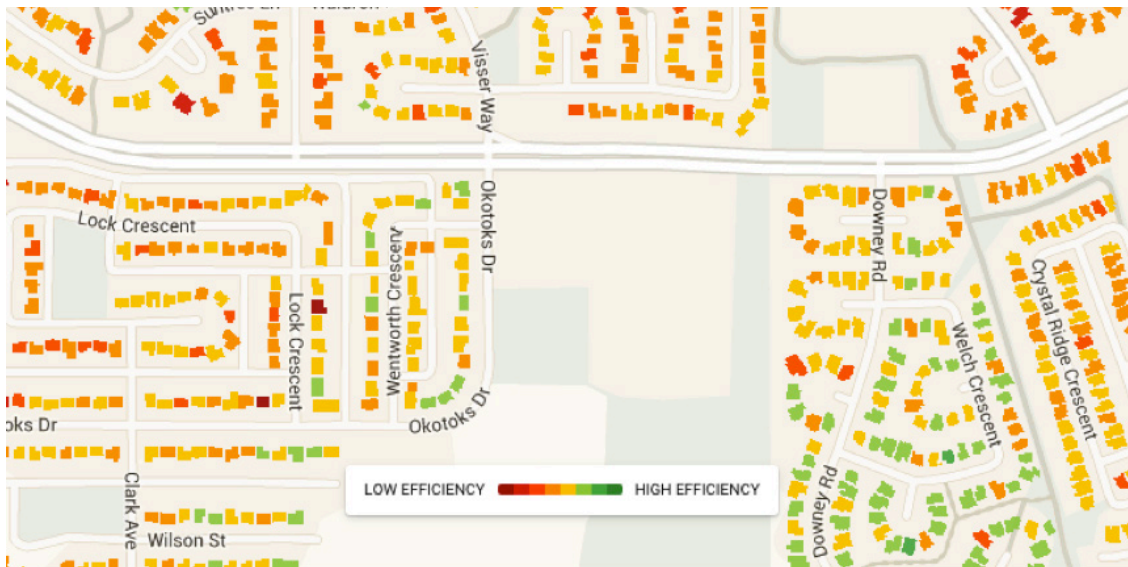 Visser Way
Okotoks Dr
Lock Crescent
Downey Rd
Wentworth Crescent
Crystal Ridge Crescent
Lock Crescent
Welch Crescent
Okotoks Dr
oks Dr
LOW EFFICIENCY
HIGH EFFICIENCY
Clark Ave
Downey Rd
Wilson St